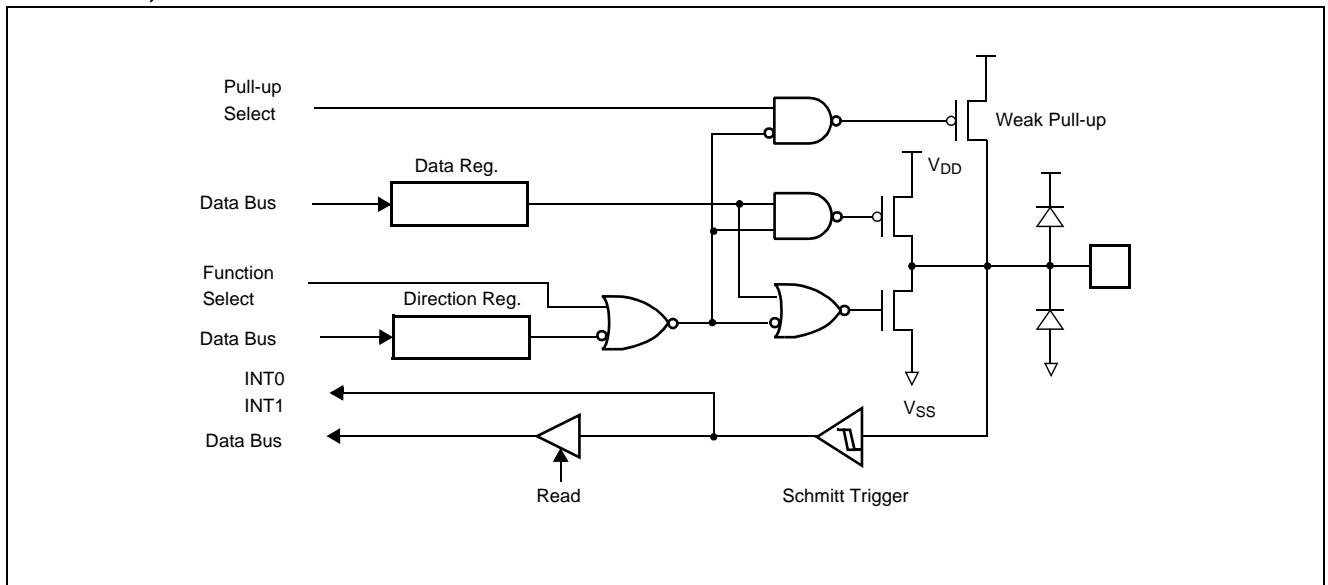 Pull-up
Select
Weak Pull-up
Data Reg.
VDD
Data Bus
Function
Select
Direction Reg.
Data Bus
INT0
INT1
VSS
Data Bus
Read
Schmitt Trigger